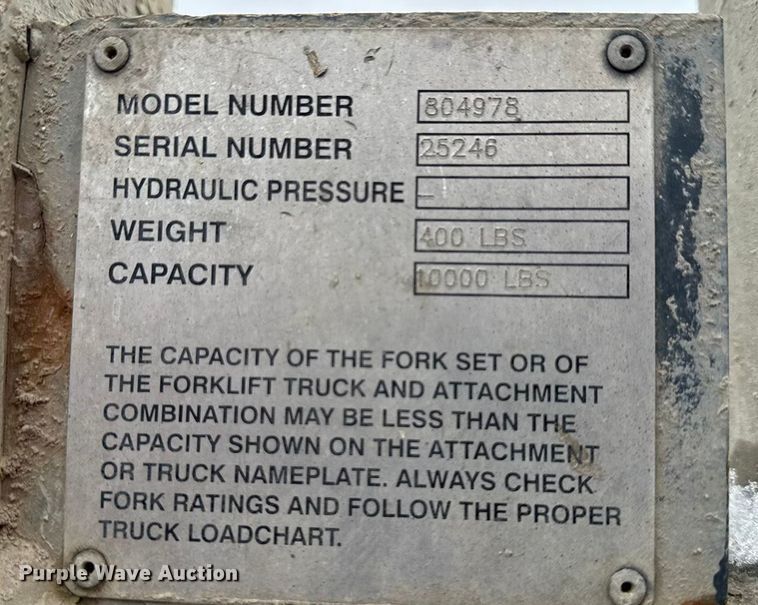 MODEL NUMBER 804978
SERIAL NUMBER 25246
HYDRAULIC PRESSURE –
WEIGHT 400 LBS
CAPACITY 10000 LBS
THE CAPACITY OF THE FORK SET OR OF
THE FORKLIFT TRUCK AND ATTACHMENT
COMBINATION MAY BE LESS THAN THE
CAPACITY SHOWN ON THE ATTACHMENT
OR TRUCK NAMEPLATE. ALWAYS CHECK
FORK RATINGS AND FOLLOW THE PROPER
TRUCK LOADCHART.
Purple Wave Auction